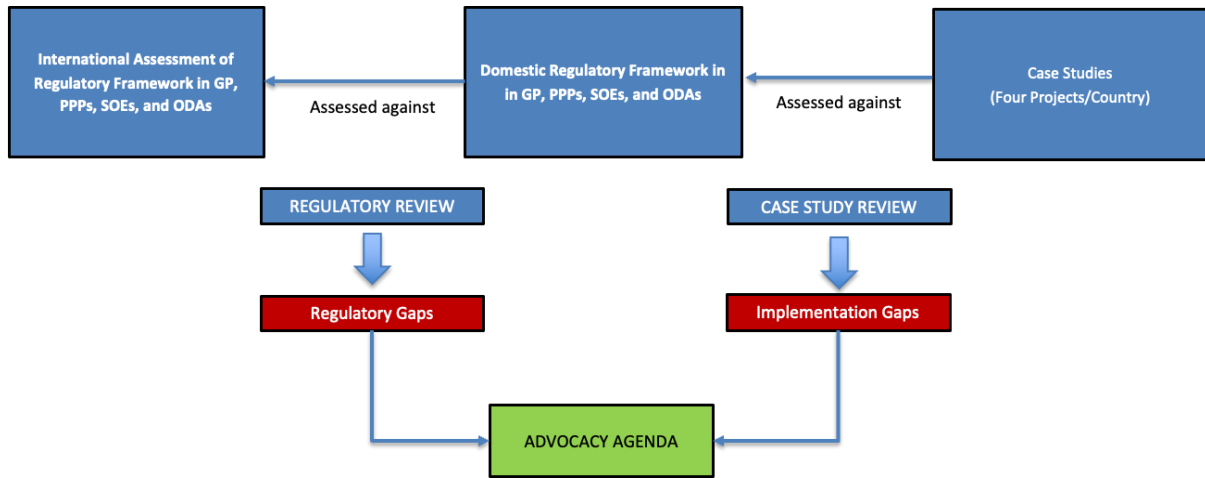 International Assessment of
Regulatory Framework in GP,
PPPs, SOEs, and ODAs
Assessed against
Domestic Regulatory Framework in
in GP, PPPs, SOEs, and ODAs
Assessed against
Case Studies
(Four Projects/Country)
REGULATORY REVIEW
CASE STUDY REVIEW
Regulatory Gaps
Implementation Gaps
ADVOCACY AGENDA